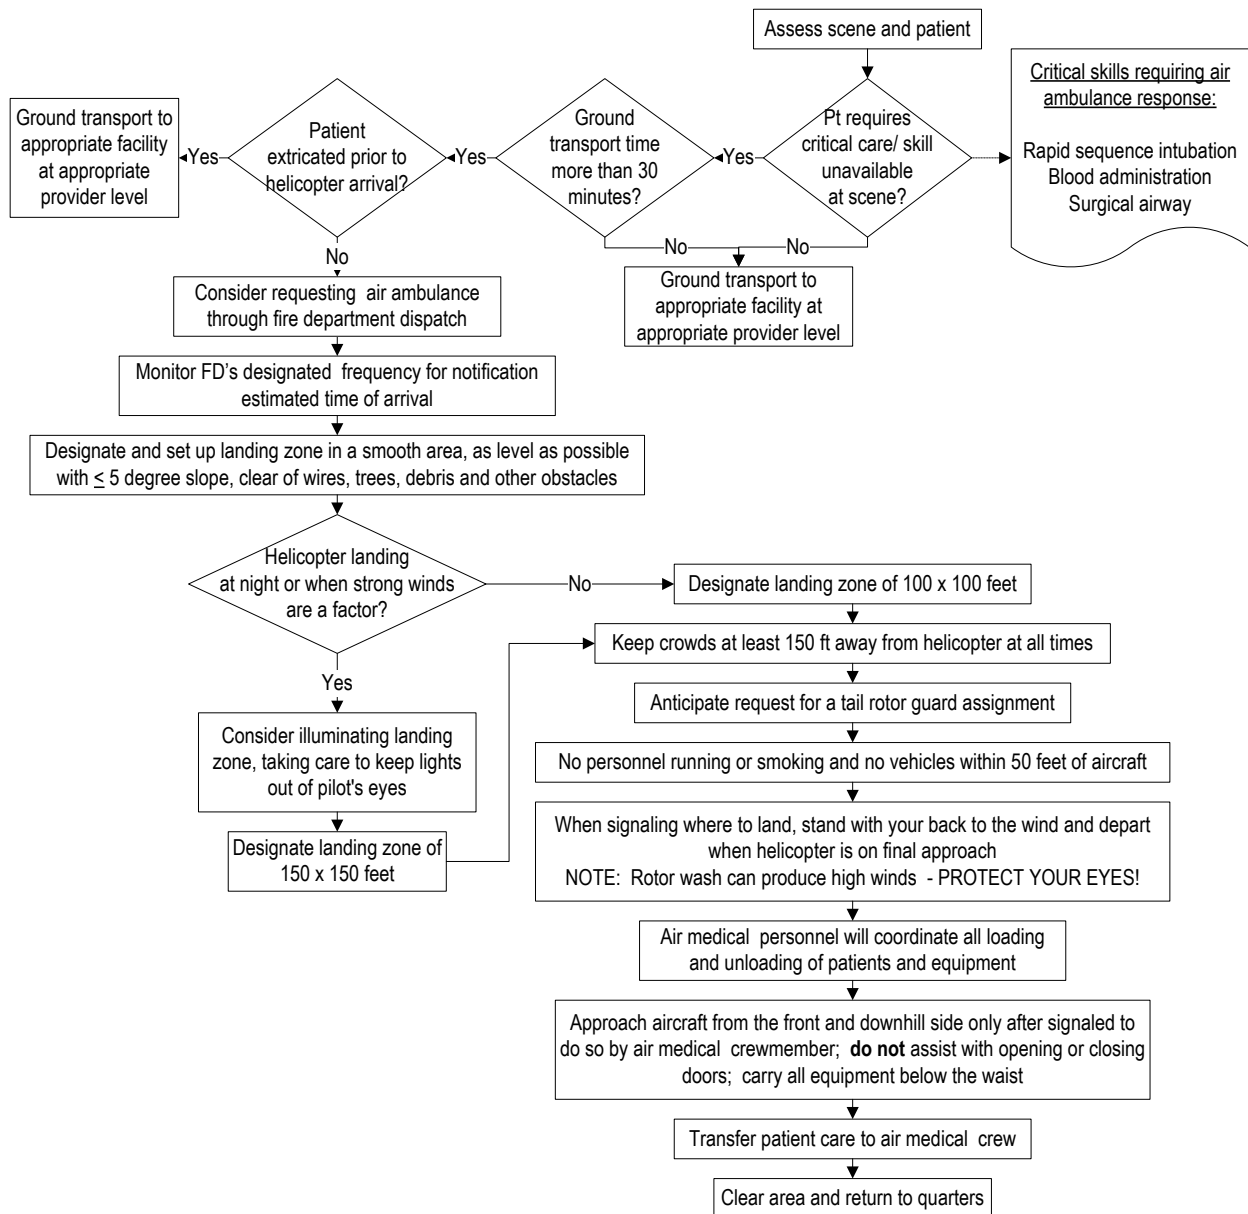 Assess scene and patient
Critical skills requiring air
ambulance response:
Rapid sequence intubation
Blood administration
Surgical airway
Pt requires
critical care/ skill
unavailable
at scene?
Yes
No
Ground
transport time
more than 30
minutes?
Yes
No
Ground transport to
appropriate facility at
appropriate provider level
Patient
extricated prior to
helicopter arrival?
Yes
Ground transport to
appropriate facility
at appropriate
provider level
No
Consider requesting air ambulance
through fire department dispatch
Monitor FD's designated frequency for notification
estimated time of arrival
Designate and set up landing zone in a smooth area, as level as possible
with ≤ 5 degree slope, clear of wires, trees, debris and other obstacles
Helicopter landing
at night or when strong winds
are a factor?
No
Designate landing zone of 100 x 100 feet
Yes
Consider illuminating landing
zone, taking care to keep lights
out of pilot's eyes
Designate landing zone of
150 x 150 feet
Keep crowds at least 150 ft away from helicopter at all times
Anticipate request for a tail rotor guard assignment
No personnel running or smoking and no vehicles within 50 feet of aircraft
When signaling where to land, stand with your back to the wind and depart
when helicopter is on final approach
NOTE: Rotor wash can produce high winds - PROTECT YOUR EYES!
Air medical personnel will coordinate all loading
and unloading of patients and equipment
Approach aircraft from the front and downhill side only after signaled to
do so by air medical crewmember; do not assist with opening or closing
doors; carry all equipment below the waist
Transfer patient care to air medical crew
Clear area and return to quarters